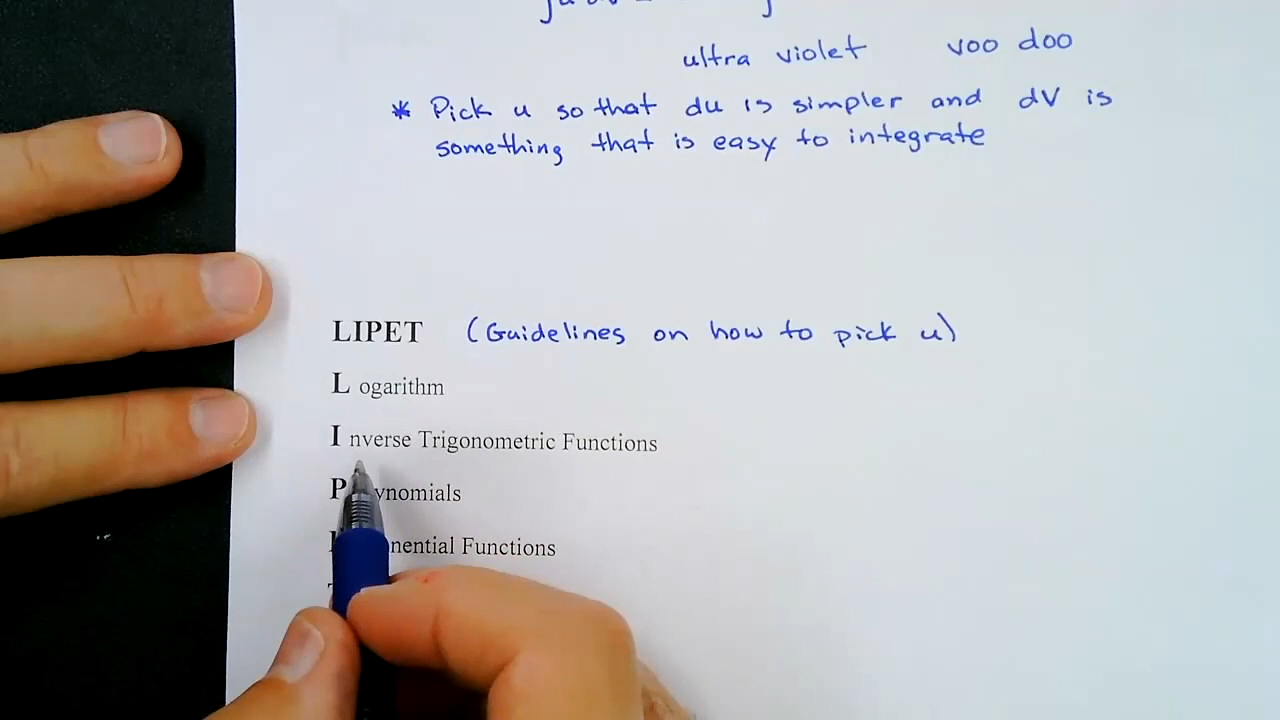 ultra violet voo doo
* Pick u so that du is simpler and dV is
something that is easy to integrate
LIPET (Guidelines on how to pick u)
L ogarithm
I nverse Trigonometric Functions
P ynomials
nential Functions